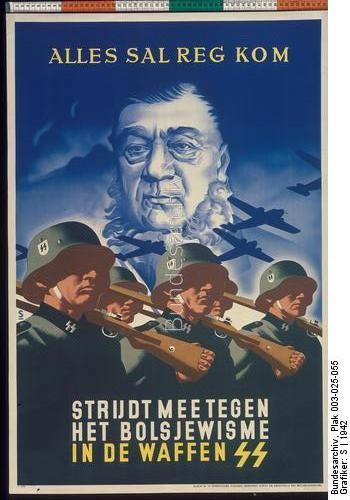 ALLES SAL REG KOM
Bundesarchiv
STRIJDT MEE TEGEN
HET BOLSJEWISME
IN DE WAFFEN SS
Bundesarchiv, Plak 003-025-055
Grafiker: S | 1942